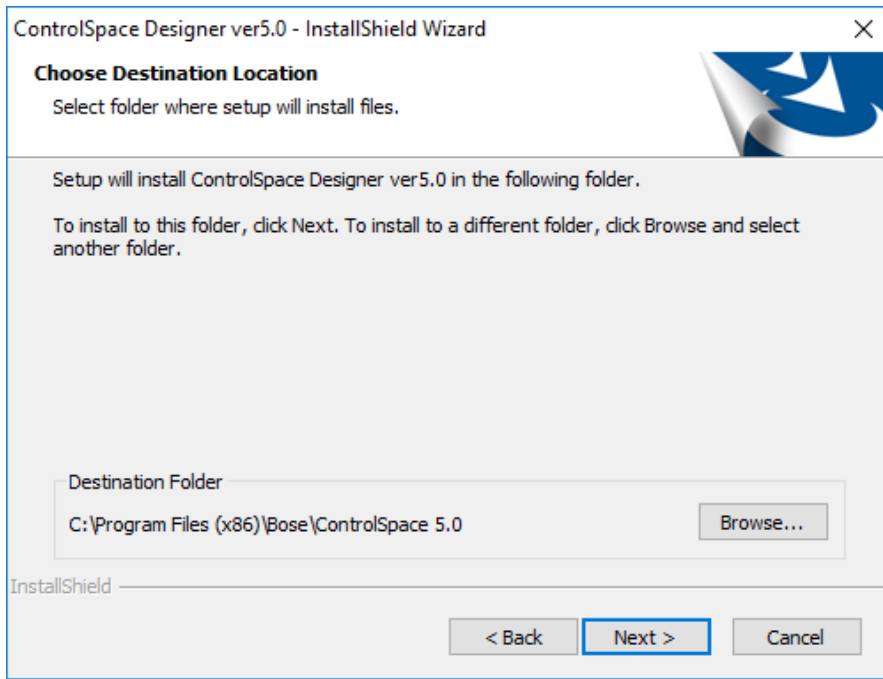 ControlSpace Designer ver5.0 - InstallShield Wizard
Choose Destination Location
Select folder where setup will install files.
Setup will install ControlSpace Designer ver5.0 in the following folder.
To install to this folder, click Next. To install to a different folder, click Browse and select
another folder.
Destination Folder
C:\Program Files (x86)\Bose\ControlSpace 5.0
Browse...
InstallShield
< Back
Next >
Cancel